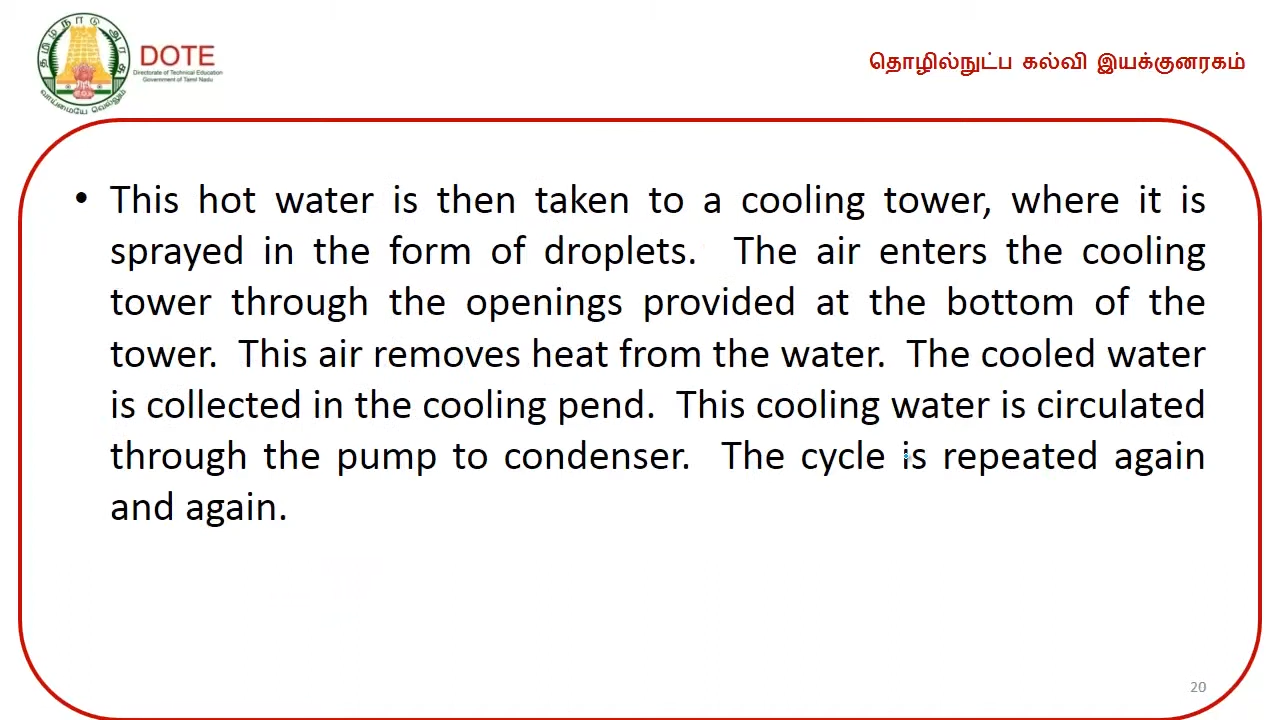 தமிழ்நாடு அரசு
வாய்மையே வெல்லும்
DOTE
Directorate of Technical Education
Government of Tamil Nadu
தொழில்நுட்ப கல்வி இயக்குனரகம்
• This hot water is then taken to a cooling tower, where it is
sprayed in the form of droplets. The air enters the cooling
tower through the openings provided at the bottom of the
tower. This air removes heat from the water. The cooled water
is collected in the cooling pend. This cooling water is circulated
through the pump to condenser. The cycle is repeated again
and again.
20